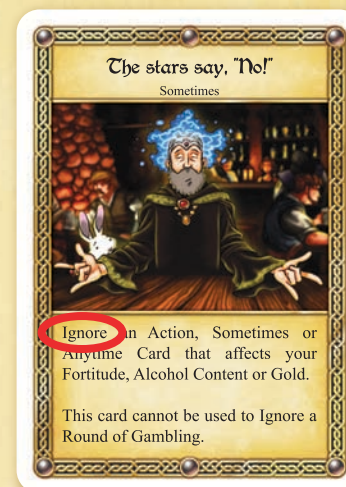 The stars say, "No!"
Sometimes
Ignore an Action, Sometimes or
Anytime Card that affects your
Fortitude, Alcohol Content or Gold.
This card cannot be used to Ignore a
Round of Gambling.